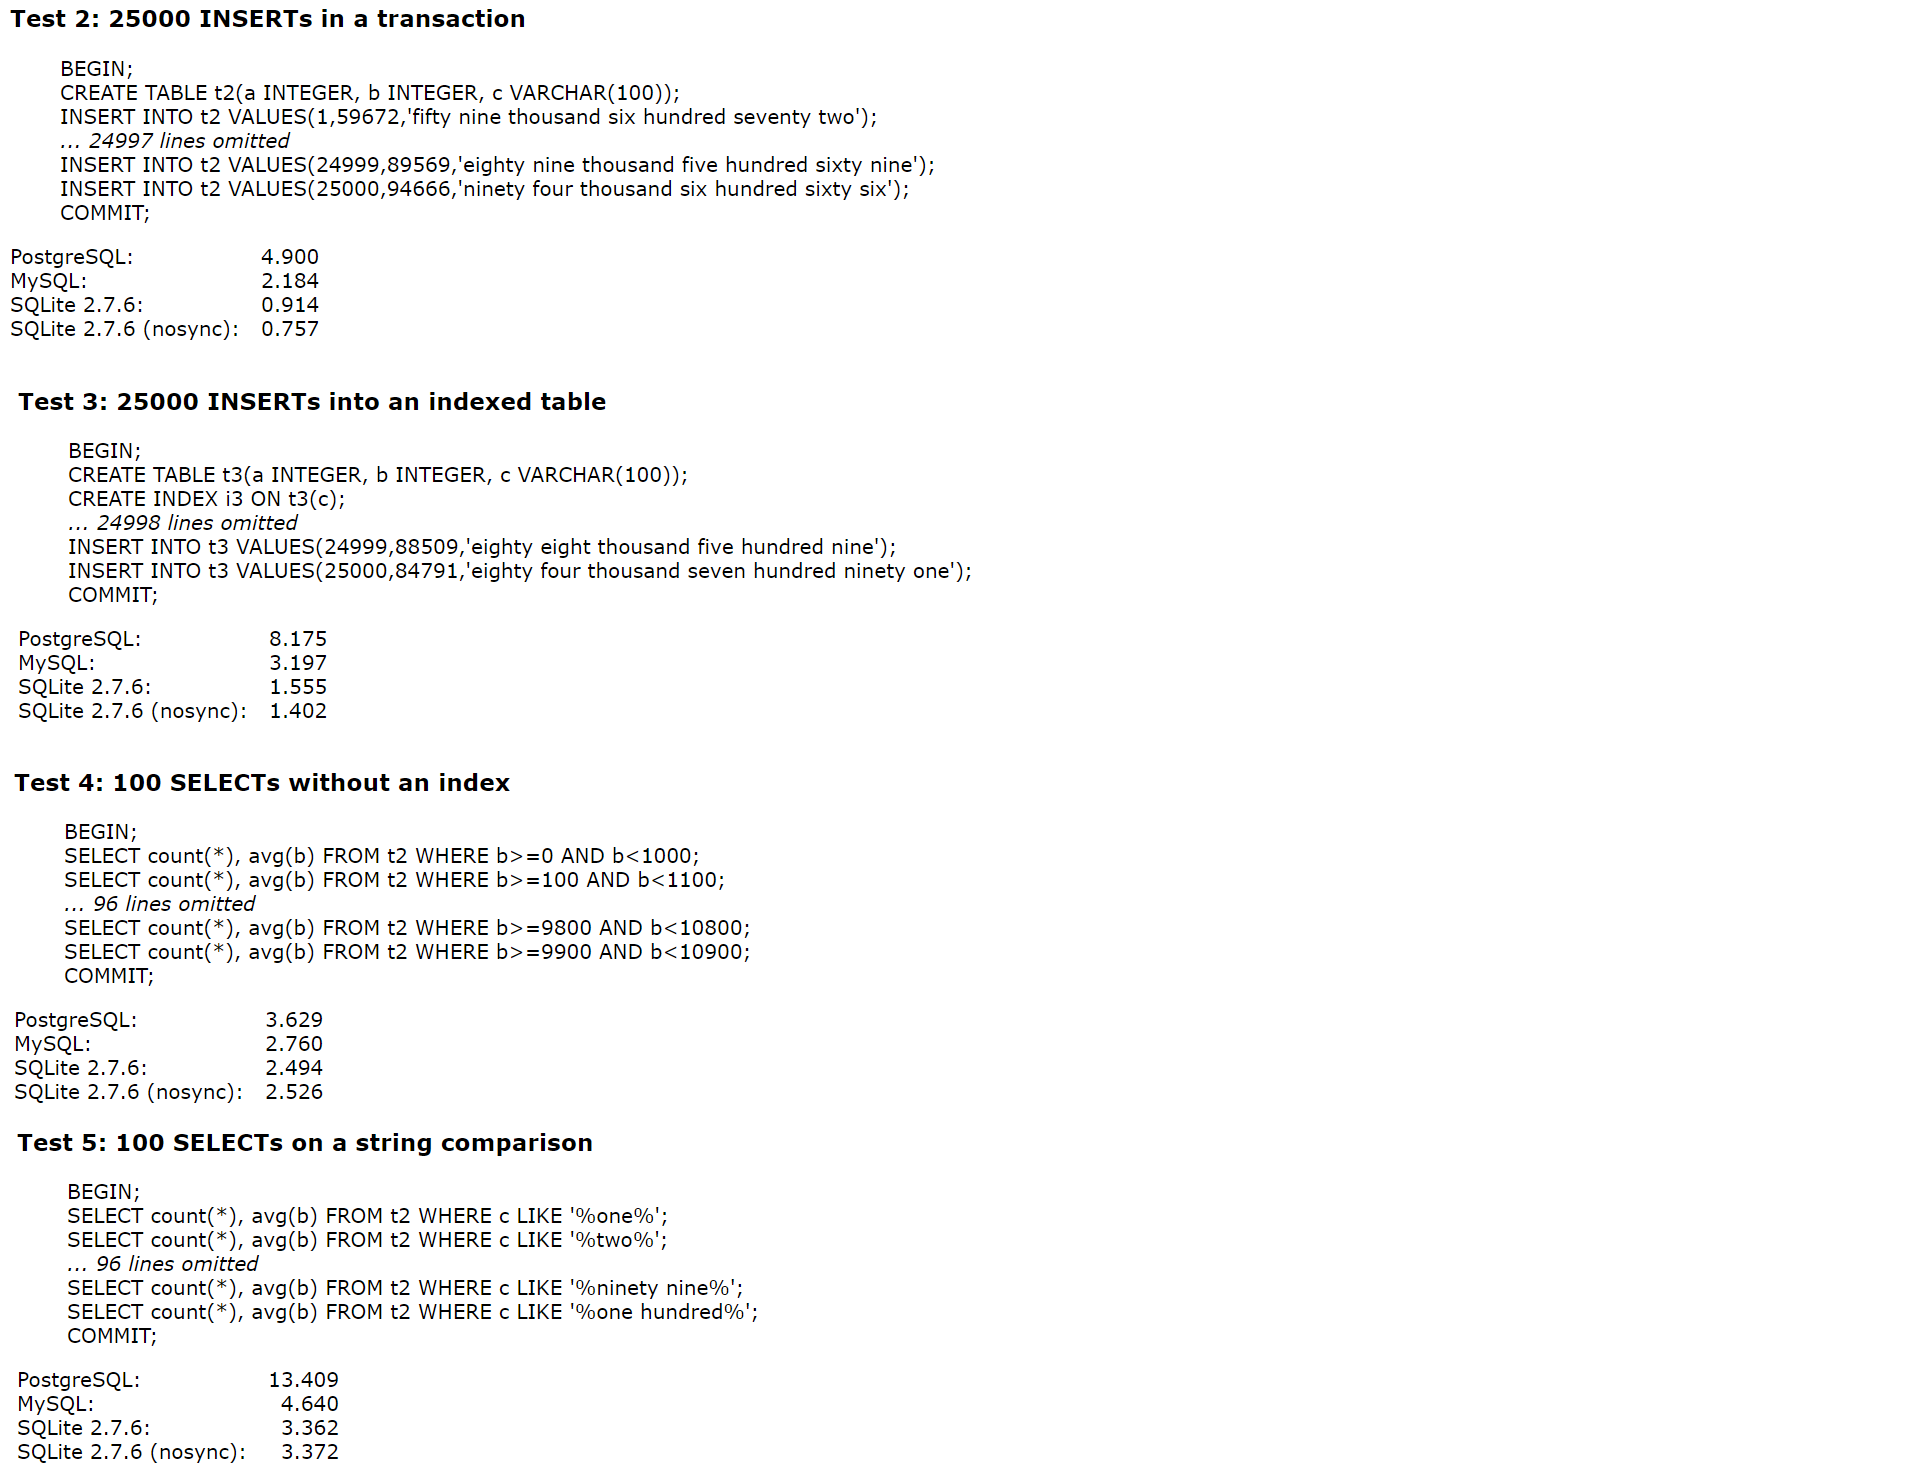 Test 2: 25000 INSERTs in a transaction
BEGIN;
CREATE TABLE t2(a INTEGER, b INTEGER, c VARCHAR(100));
INSERT INTO t2 VALUES(1,59672,'fifty nine thousand six hundred seventy two');
... 24997 lines omitted
INSERT INTO t2 VALUES(24999,89569,'eighty nine thousand five hundred sixty nine');
INSERT INTO t2 VALUES(25000,94666,'ninety four thousand six hundred sixty six');
COMMIT;
PostgreSQL: 4.900
MySQL: 2.184
SQLite 2.7.6: 0.914
SQLite 2.7.6 (nosync): 0.757
Test 3: 25000 INSERTs into an indexed table
BEGIN;
CREATE TABLE t3(a INTEGER, b INTEGER, c VARCHAR(100));
CREATE INDEX i3 ON t3(c);
... 24998 lines omitted
INSERT INTO t3 VALUES(24999,88509,'eighty eight thousand five hundred nine');
INSERT INTO t3 VALUES(25000,84791,'eighty four thousand seven hundred ninety one');
COMMIT;
PostgreSQL: 8.175
MySQL: 3.197
SQLite 2.7.6: 1.555
SQLite 2.7.6 (nosync): 1.402
Test 4: 100 SELECTs without an index
BEGIN;
SELECT count(*), avg(b) FROM t2 WHERE b>=0 AND b<1000;
SELECT count(*), avg(b) FROM t2 WHERE b>=100 AND b<1100;
... 96 lines omitted
SELECT count(*), avg(b) FROM t2 WHERE b>=9800 AND b<10800;
SELECT count(*), avg(b) FROM t2 WHERE b>=9900 AND b<10900;
COMMIT;
PostgreSQL: 3.629
MySQL: 2.760
SQLite 2.7.6: 2.494
SQLite 2.7.6 (nosync): 2.526
Test 5: 100 SELECTs on a string comparison
BEGIN;
SELECT count(*), avg(b) FROM t2 WHERE c LIKE '%one%';
SELECT count(*), avg(b) FROM t2 WHERE c LIKE '%two%';
... 96 lines omitted
SELECT count(*), avg(b) FROM t2 WHERE c LIKE '%ninety nine%';
SELECT count(*), avg(b) FROM t2 WHERE c LIKE '%one hundred%';
COMMIT;
PostgreSQL: 13.409
MySQL: 4.640
SQLite 2.7.6: 3.362
SQLite 2.7.6 (nosync): 3.372